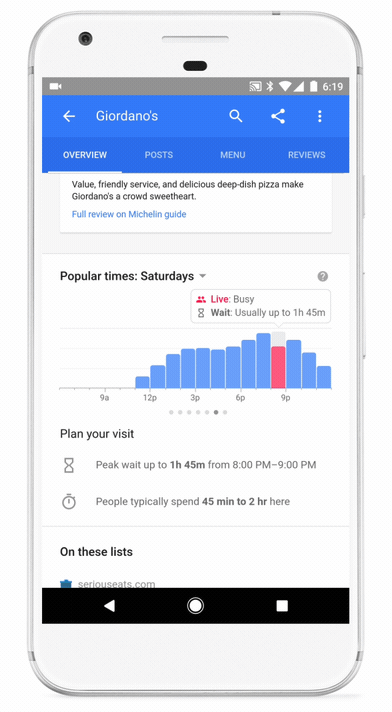 6:19
Giordano's
OVERVIEW POSTS MENU REVIEWS
Value, friendly service, and delicious deep-dish pizza make
Giordano's a crowd sweetheart.
Full review on Michelin guide
Popular times: Saturdays
?
Live: Busy
Wait: Usually up to 1h 45m
9a 12p 3p 6p 9p
Plan your visit
Peak wait up to 1h 45m from 8:00 PM–9:00 PM
People typically spend 45 min to 2 hr here
On these lists
seriouseats.com